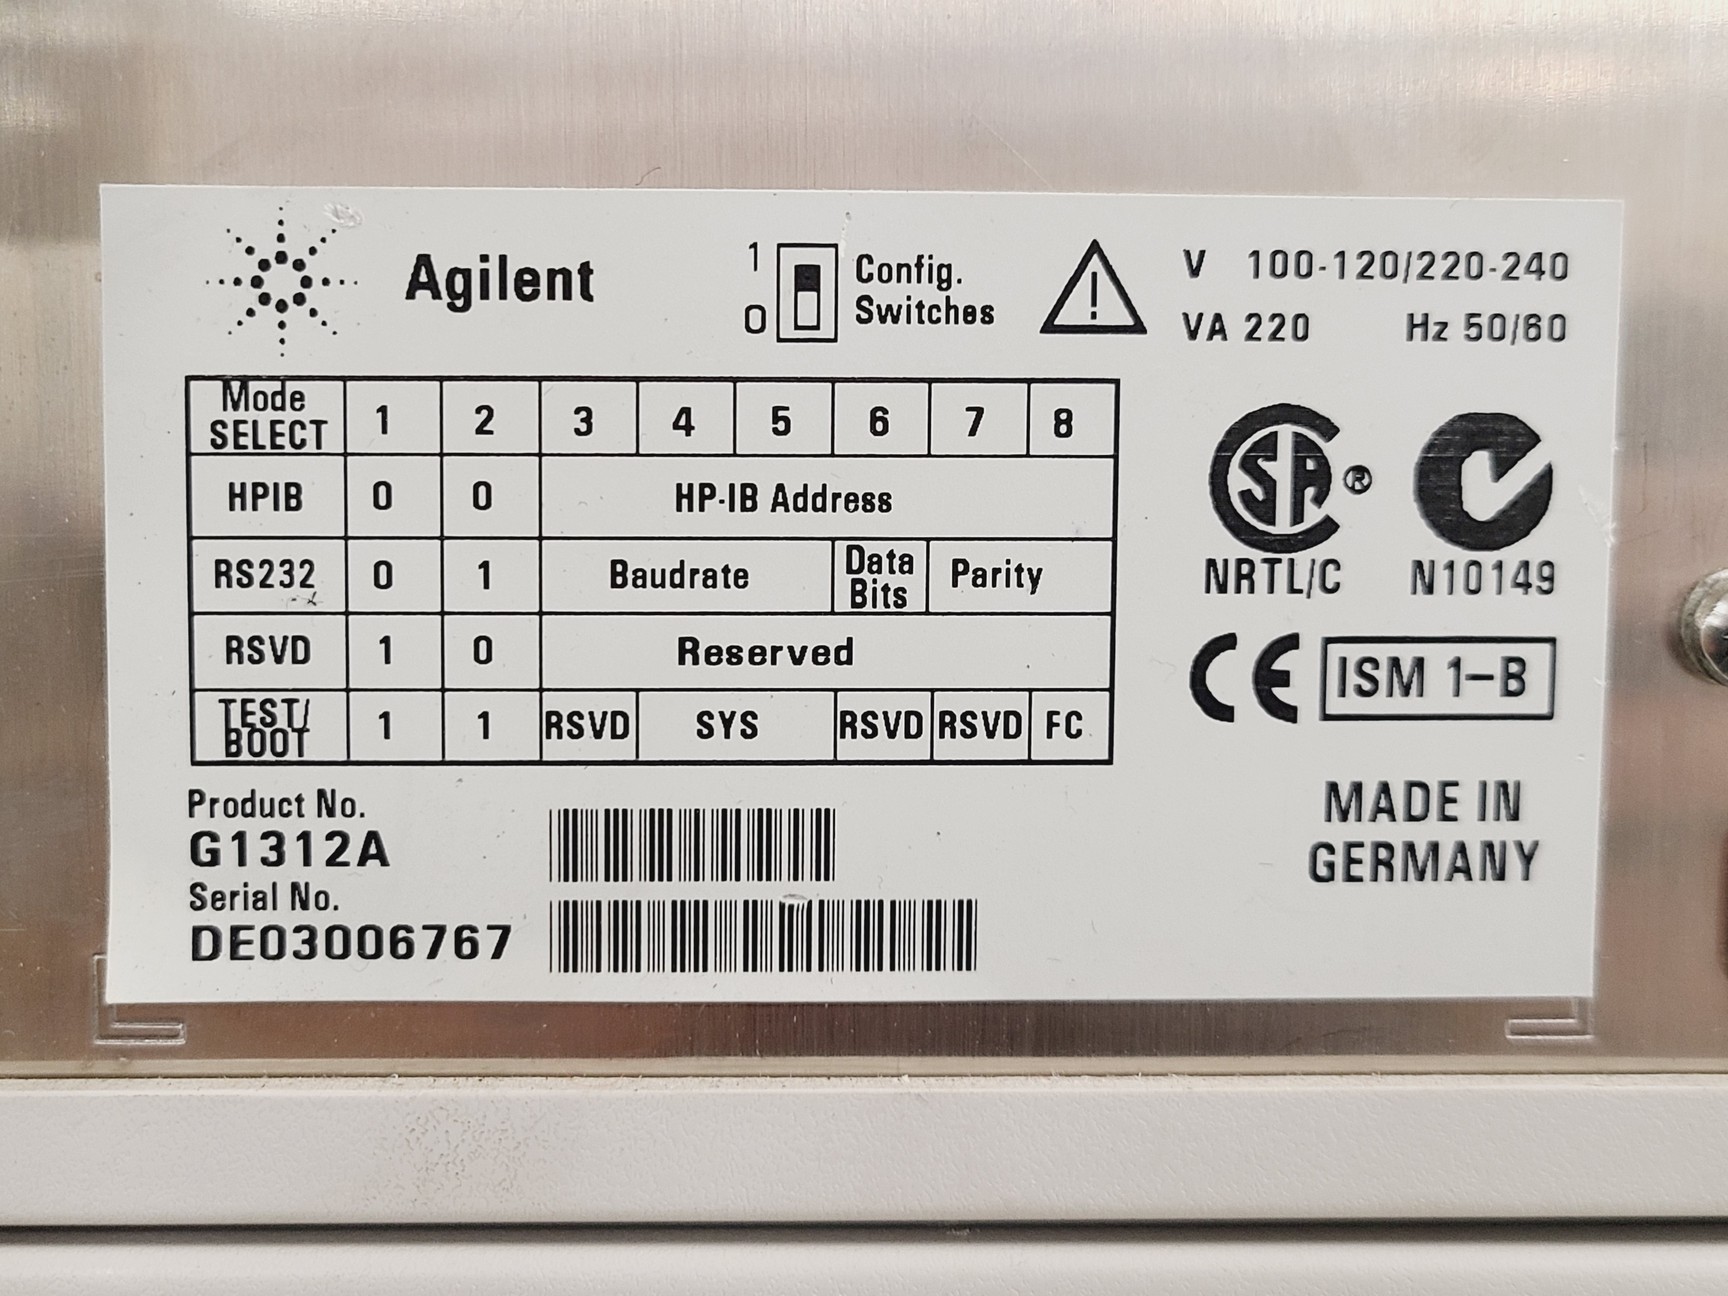 Agilent
1
0
Config.
Switches
V 100-120/220-240
VA 220 Hz 50/60
Mode SELECT 1 2 3 4 5 6 7 8
HPIB 0 0 HP-IB Address
RS232 0 1 Baudrate Data Bits Parity
RSVD 1 0 Reserved
TEST/BOOT 1 1 RSVD SYS RSVD RSVD FC
SA ®
NRTL/C
N10149
CE ISM 1-B
Product No.
G1312A
Serial No.
DE03006767
MADE IN
GERMANY